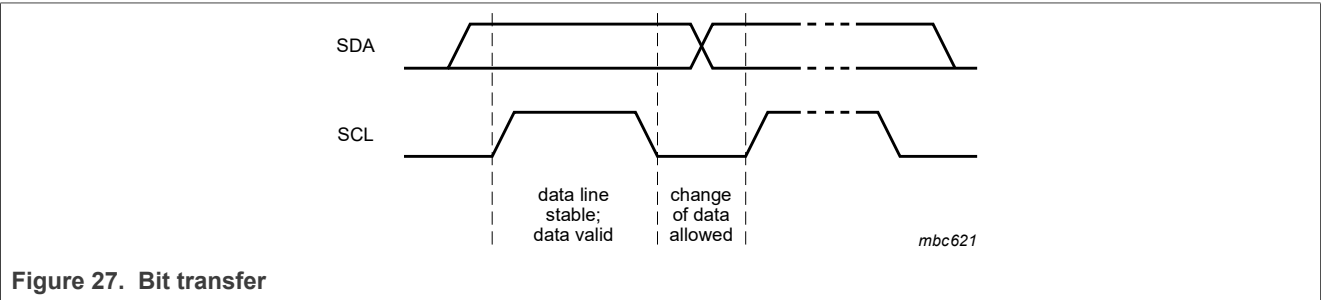 SDA
SCL
data line
stable;
data valid
change
of data
allowed
mbc621
Figure 27. Bit transfer